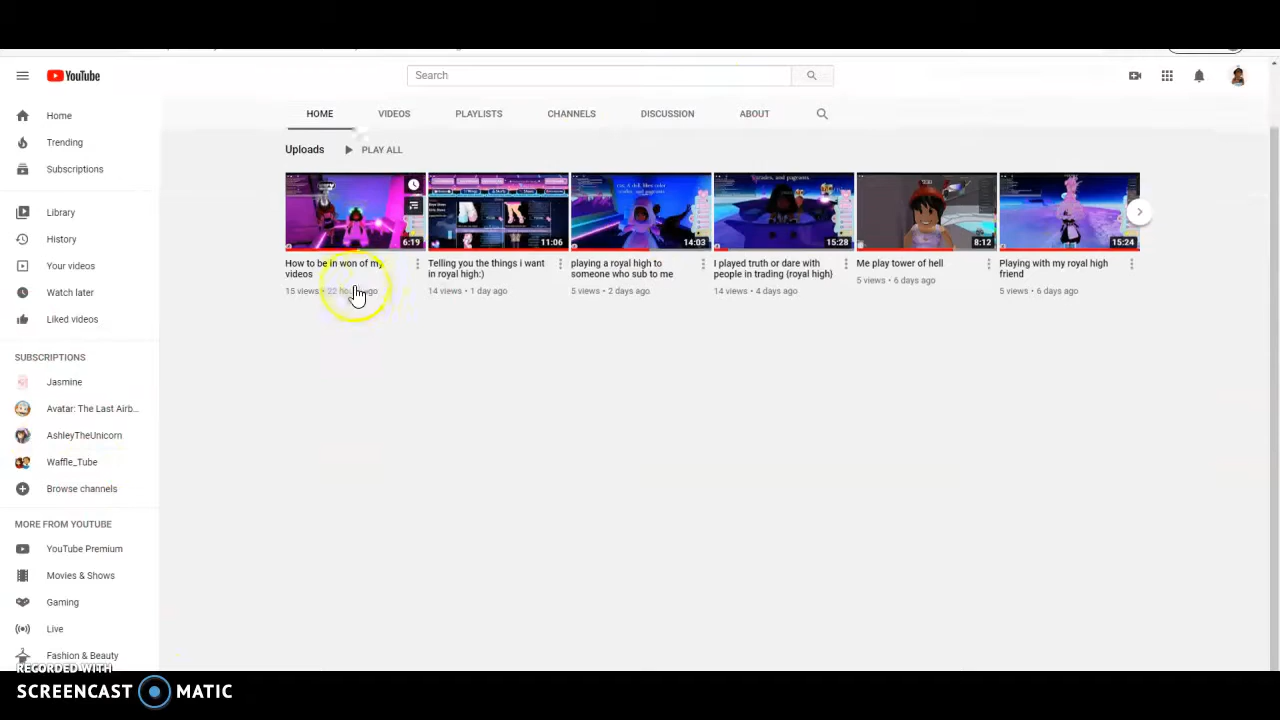 YouTube
Search
Home
Trending
Subscriptions
Library
History
Your videos
Watch later
Liked videos
SUBSCRIPTIONS
Jasmine
Avatar: The Last Airb...
AshleyTheUnicorn
Waffle_Tube
Browse channels
MORE FROM YOUTUBE
YouTube Premium
Movies & Shows
Gaming
Live
Fashion & Beauty
HOME VIDEOS PLAYLISTS CHANNELS DISCUSSION ABOUT
Uploads PLAY ALL
6:19
How to be in won of my
videos
15 views • 22 ago
11:06
Telling you the things i want
in royal high:)
14 views • 1 day ago
14:03
playing a royal high to
someone who sub to me
5 views • 2 days ago
15:28
I played truth or dare with
people in trading (royal high)
14 views • 4 days ago
8:12
Me play tower of hell
5 views • 6 days ago
15:24
Playing with my royal high
friend
5 views • 6 days ago
RECORDED WITH
SCREENCAST MATIC